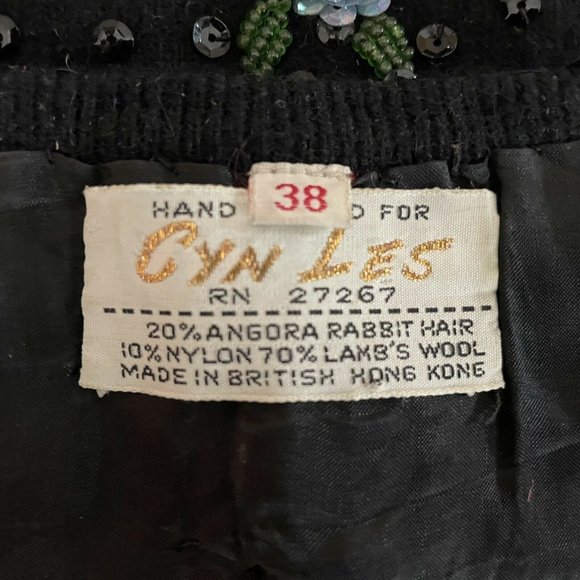 38
HAND D FOR
CYN LES
RN 27267
20% ANGORA RABBIT HAIR
10% NYLON 70% LAMB'S WOOL
MADE IN BRITISH HONG KONG